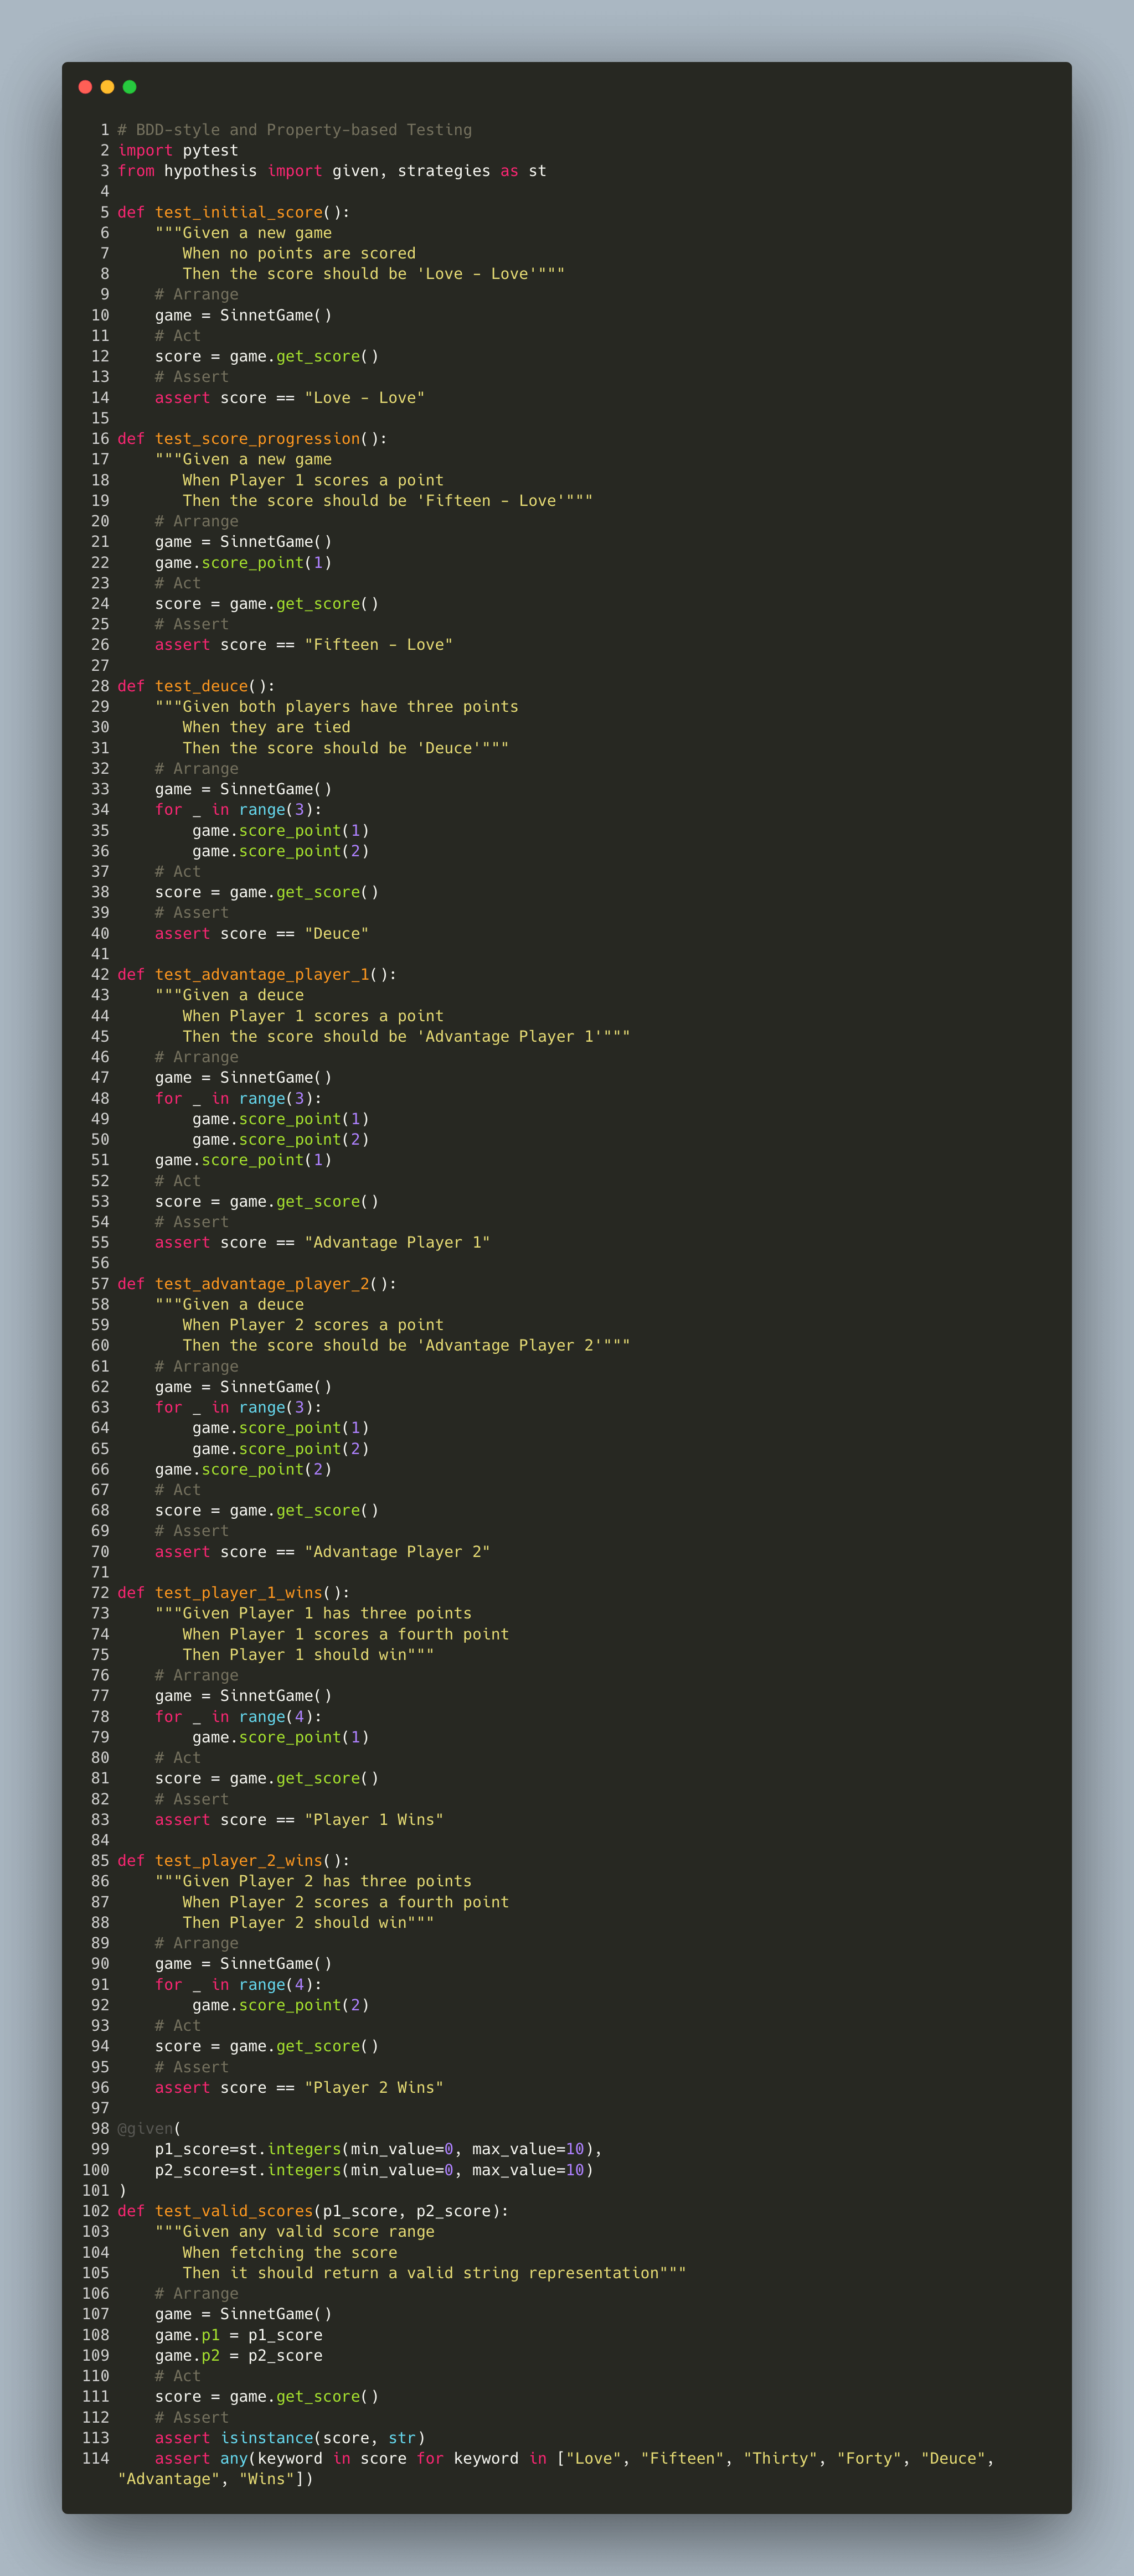 1 # BDD-style and Property-based Testing
2 import pytest
3 from hypothesis import given, strategies as st
4
5 def test_initial_score():
6     """Given a new game
7        When no points are scored
8        Then the score should be 'Love - Love'"""
9     # Arrange
10     game = SinnetGame()
11     # Act
12     score = game.get_score()
13     # Assert
14     assert score == "Love - Love"
15
16 def test_score_progression():
17     """Given a new game
18        When Player 1 scores a point
19        Then the score should be 'Fifteen - Love'"""
20     # Arrange
21     game = SinnetGame()
22     game.score_point(1)
23     # Act
24     score = game.get_score()
25     # Assert
26     assert score == "Fifteen - Love"
27
28 def test_deuce():
29     """Given both players have three points
30        When they are tied
31        Then the score should be 'Deuce'"""
32     # Arrange
33     game = SinnetGame()
34     for _ in range(3):
35         game.score_point(1)
36         game.score_point(2)
37     # Act
38     score = game.get_score()
39     # Assert
40     assert score == "Deuce"
41
42 def test_advantage_player_1():
43     """Given a deuce
44        When Player 1 scores a point
45        Then the score should be 'Advantage Player 1'"""
46     # Arrange
47     game = SinnetGame()
48     for _ in range(3):
49         game.score_point(1)
50         game.score_point(2)
51     game.score_point(1)
52     # Act
53     score = game.get_score()
54     # Assert
55     assert score == "Advantage Player 1"
56
57 def test_advantage_player_2():
58     """Given a deuce
59        When Player 2 scores a point
60        Then the score should be 'Advantage Player 2'"""
61     # Arrange
62     game = SinnetGame()
63     for _ in range(3):
64         game.score_point(1)
65         game.score_point(2)
66     game.score_point(2)
67     # Act
68     score = game.get_score()
69     # Assert
70     assert score == "Advantage Player 2"
71
72 def test_player_1_wins():
73     """Given Player 1 has three points
74        When Player 1 scores a fourth point
75        Then Player 1 should win"""
76     # Arrange
77     game = SinnetGame()
78     for _ in range(4):
79         game.score_point(1)
80     # Act
81     score = game.get_score()
82     # Assert
83     assert score == "Player 1 Wins"
84
85 def test_player_2_wins():
86     """Given Player 2 has three points
87        When Player 2 scores a fourth point
88        Then Player 2 should win"""
89     # Arrange
90     game = SinnetGame()
91     for _ in range(4):
92         game.score_point(2)
93     # Act
94     score = game.get_score()
95     # Assert
96     assert score == "Player 2 Wins"
97
98 @given(
99     p1_score=st.integers(min_value=0, max_value=10),
100     p2_score=st.integers(min_value=0, max_value=10)
101 )
102 def test_valid_scores(p1_score, p2_score):
103     """Given any valid score range
104        When fetching the score
105        Then it should return a valid string representation"""
106     # Arrange
107     game = SinnetGame()
108     game.p1 = p1_score
109     game.p2 = p2_score
110     # Act
111     score = game.get_score()
112     # Assert
113     assert isinstance(score, str)
114     assert any(keyword in score for keyword in ["Love", "Fifteen", "Thirty", "Forty", "Deuce",
"Advantage", "Wins"])